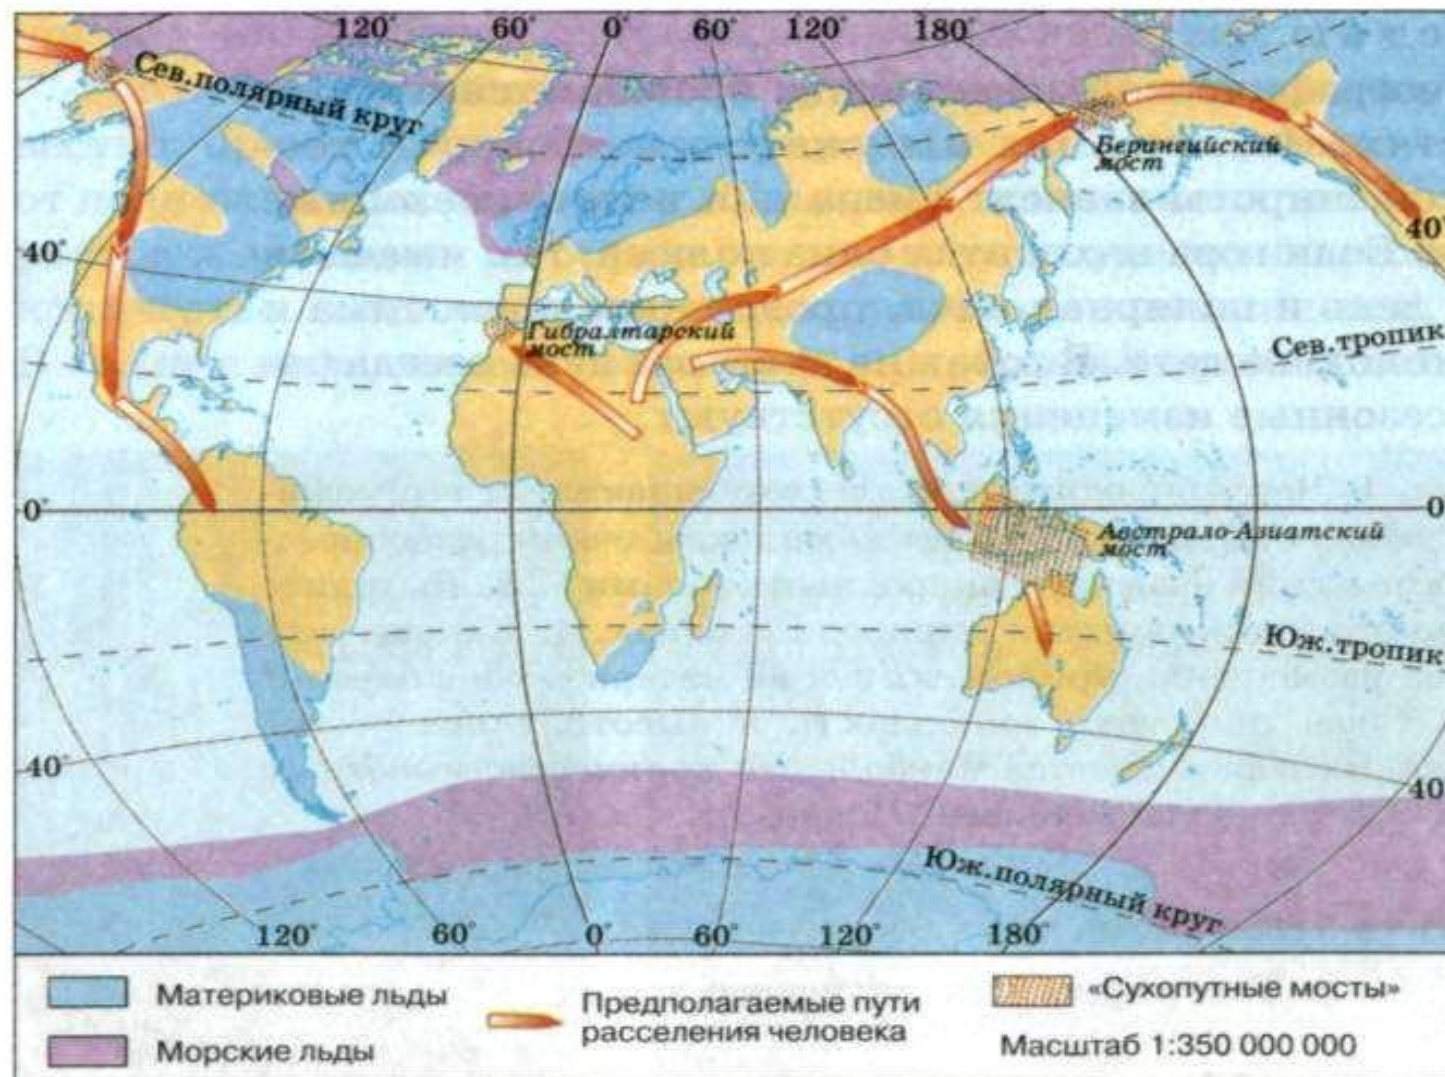 120° 60° 0° 60° 120° 180°
Сев.полярный круг
Берингийский
мост
40° 40°
Гибралтарский
мост
Сев.тропик
0° 0°
Австрало-Азиатский
мост
Юж.тропик
40° 40°
Юж.полярный круг
120° 60° 0° 60° 120° 180°
Материковые льды
Морские льды
Предполагаемые пути
расселения человека
«Сухопутные мосты»
Масштаб 1:350 000 000